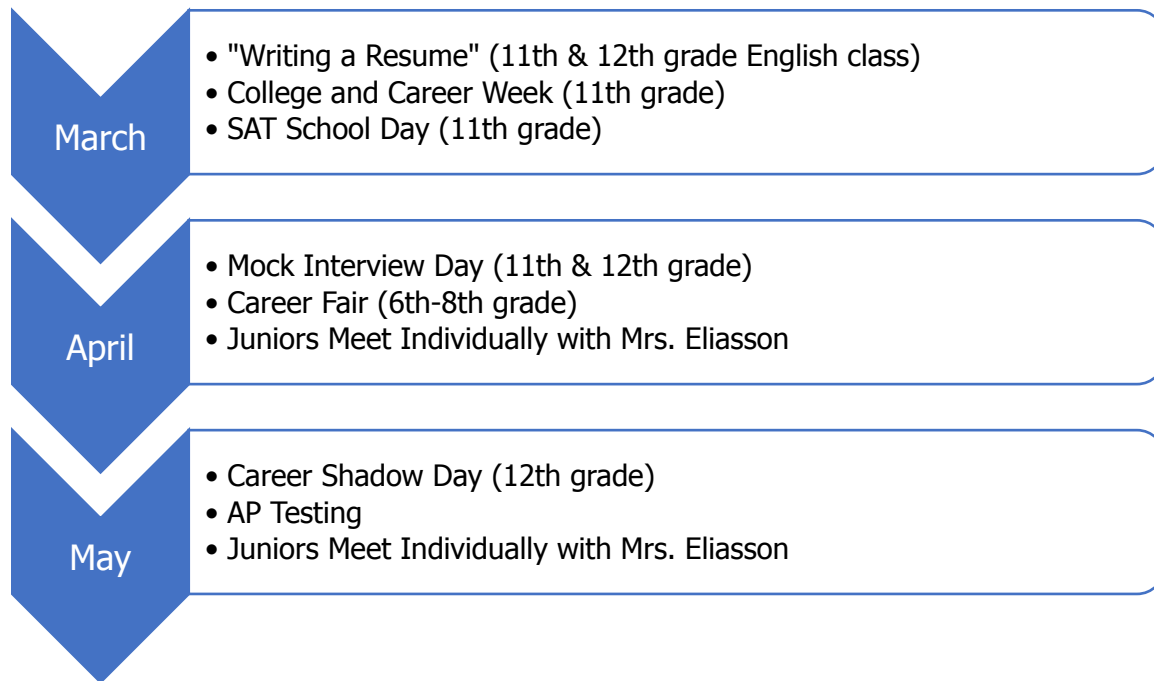 March
• "Writing a Resume" (11th & 12th grade English class)
• College and Career Week (11th grade)
• SAT School Day (11th grade)
April
• Mock Interview Day (11th & 12th grade)
• Career Fair (6th-8th grade)
• Juniors Meet Individually with Mrs. Eliasson
May
• Career Shadow Day (12th grade)
• AP Testing
• Juniors Meet Individually with Mrs. Eliasson